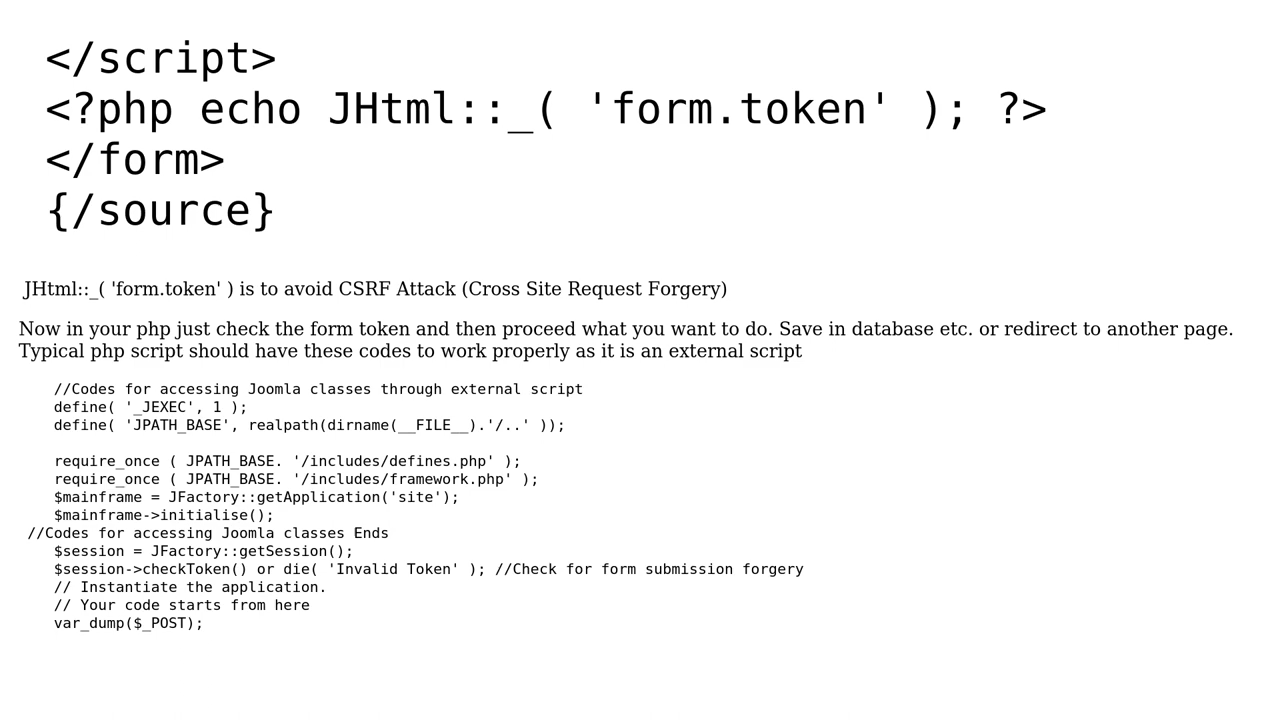 </script>
<?php echo JHtml::_( 'form.token' ); ?>
</form>
{/source}
JHtml::_( 'form.token' ) is to avoid CSRF Attack (Cross Site Request Forgery)
Now in your php just check the form token and then proceed what you want to do. Save in database etc. or redirect to another page.
Typical php script should have these codes to work properly as it is an external script
//Codes for accessing Joomla classes through external script
define( '_JEXEC', 1 );
define( 'JPATH_BASE', realpath(dirname(__FILE__).'/..' ));
require_once ( JPATH_BASE. '/includes/defines.php' );
require_once ( JPATH_BASE. '/includes/framework.php' );
$mainframe = JFactory::getApplication('site');
$mainframe->initialise();
//Codes for accessing Joomla classes Ends
$session = JFactory::getSession();
$session->checkToken() or die( 'Invalid Token' ); //Check for form submission forgery
// Instantiate the application.
// Your code starts from here
var_dump($_POST);